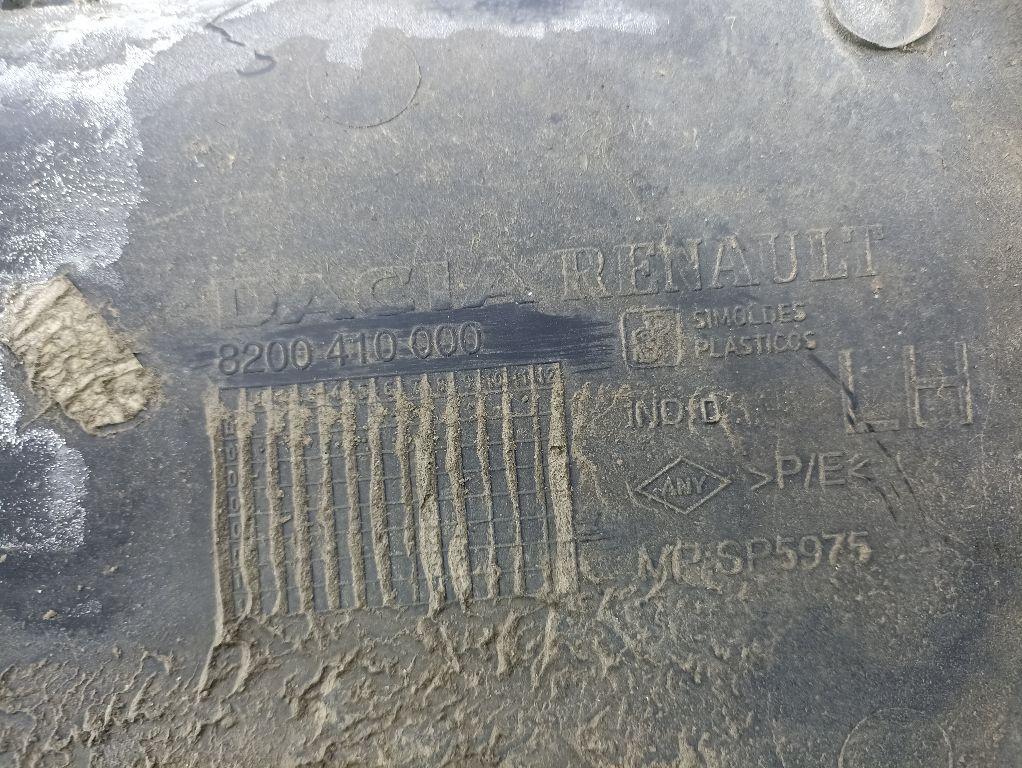 DACIA RENAULT
8200 410 000
SIMOLDES
PLASTICOS
LH
IND D
ANY >P/E<
MP:SP5975